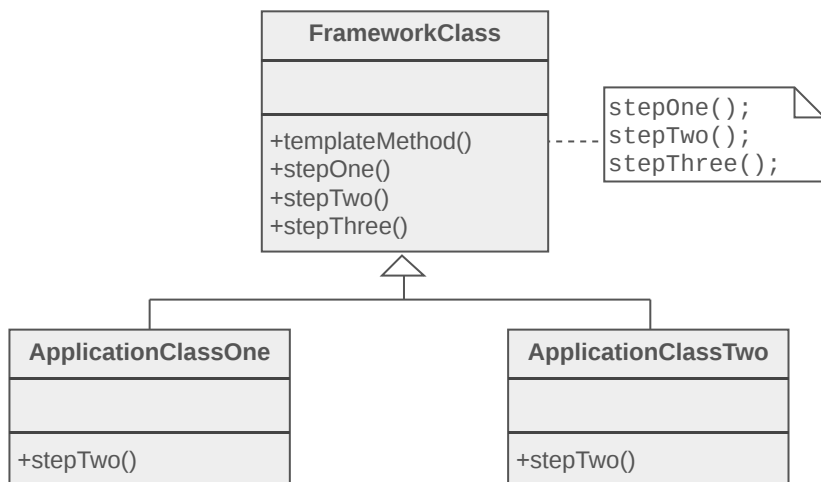 FrameworkClass
+templateMethod()
+stepOne()
+stepTwo()
+stepThree()
stepOne();
stepTwo();
stepThree();
ApplicationClassOne
+stepTwo()
ApplicationClassTwo
+stepTwo()